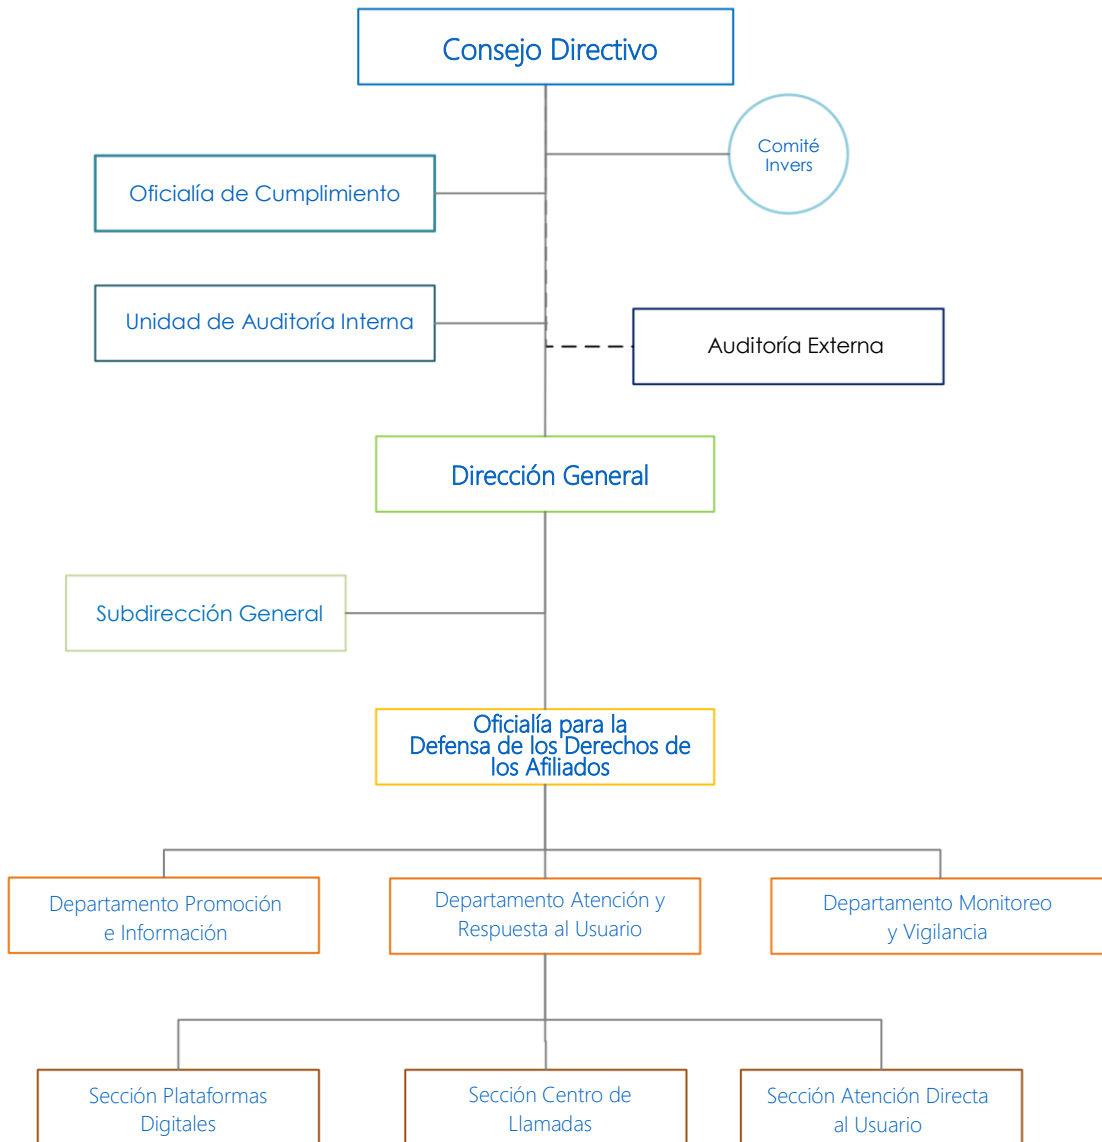 Consejo Directivo
Comité
Invers
Oficialía de Cumplimiento
Unidad de Auditoría Interna
Auditoría Externa
Dirección General
Subdirección General
Oficialía para la
Defensa de los Derechos de
los Afiliados
Departamento Promoción
e Información
Departamento Atención y
Respuesta al Usuario
Departamento Monitoreo
y Vigilancia
Sección Plataformas
Digitales
Sección Centro de
Llamadas
Sección Atención Directa
al Usuario